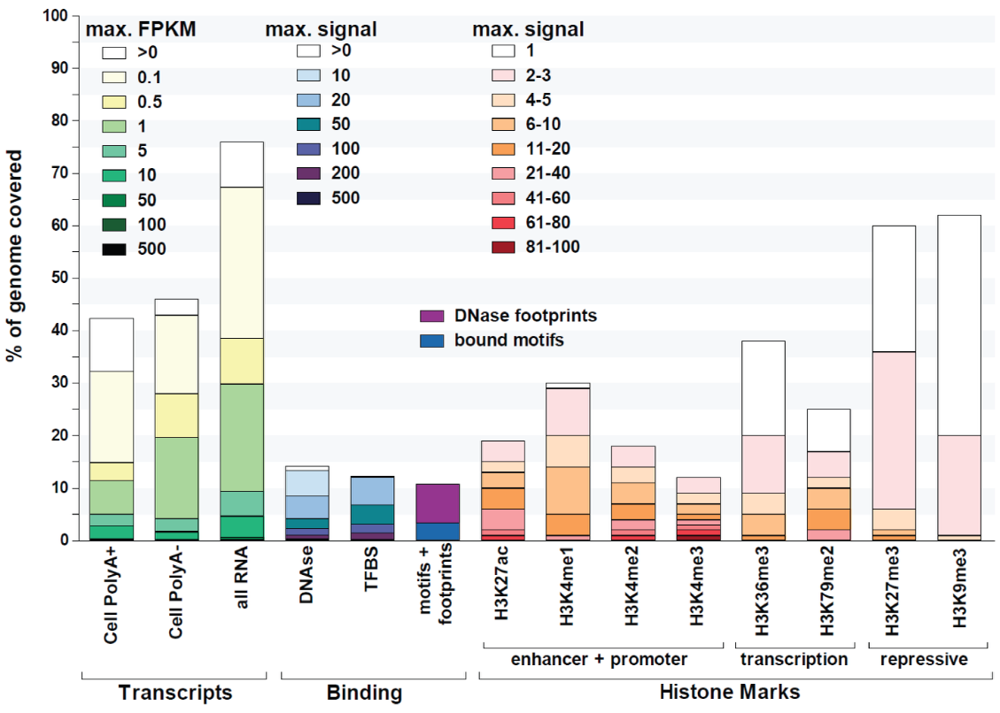 % of genome covered
100
90
80
70
60
50
40
30
20
10
0
max. FPKM
>0
0.1
0.5
1
5
10
50
100
500
max. signal
>0
10
20
50
100
200
500
max. signal
1
2-3
4-5
6-10
11-20
21-40
41-60
61-80
81-100
DNase footprints
bound motifs
Cell PolyA+
Cell PolyA-
all RNA
DNAse
TFBS
motifs +
footprints
H3K27ac
H3K4me1
H3K4me2
H3K4me3
H3K36me3
H3K79me2
H3K27me3
H3K9me3
enhancer + promoter
transcription
repressive
Transcripts
Binding
Histone Marks